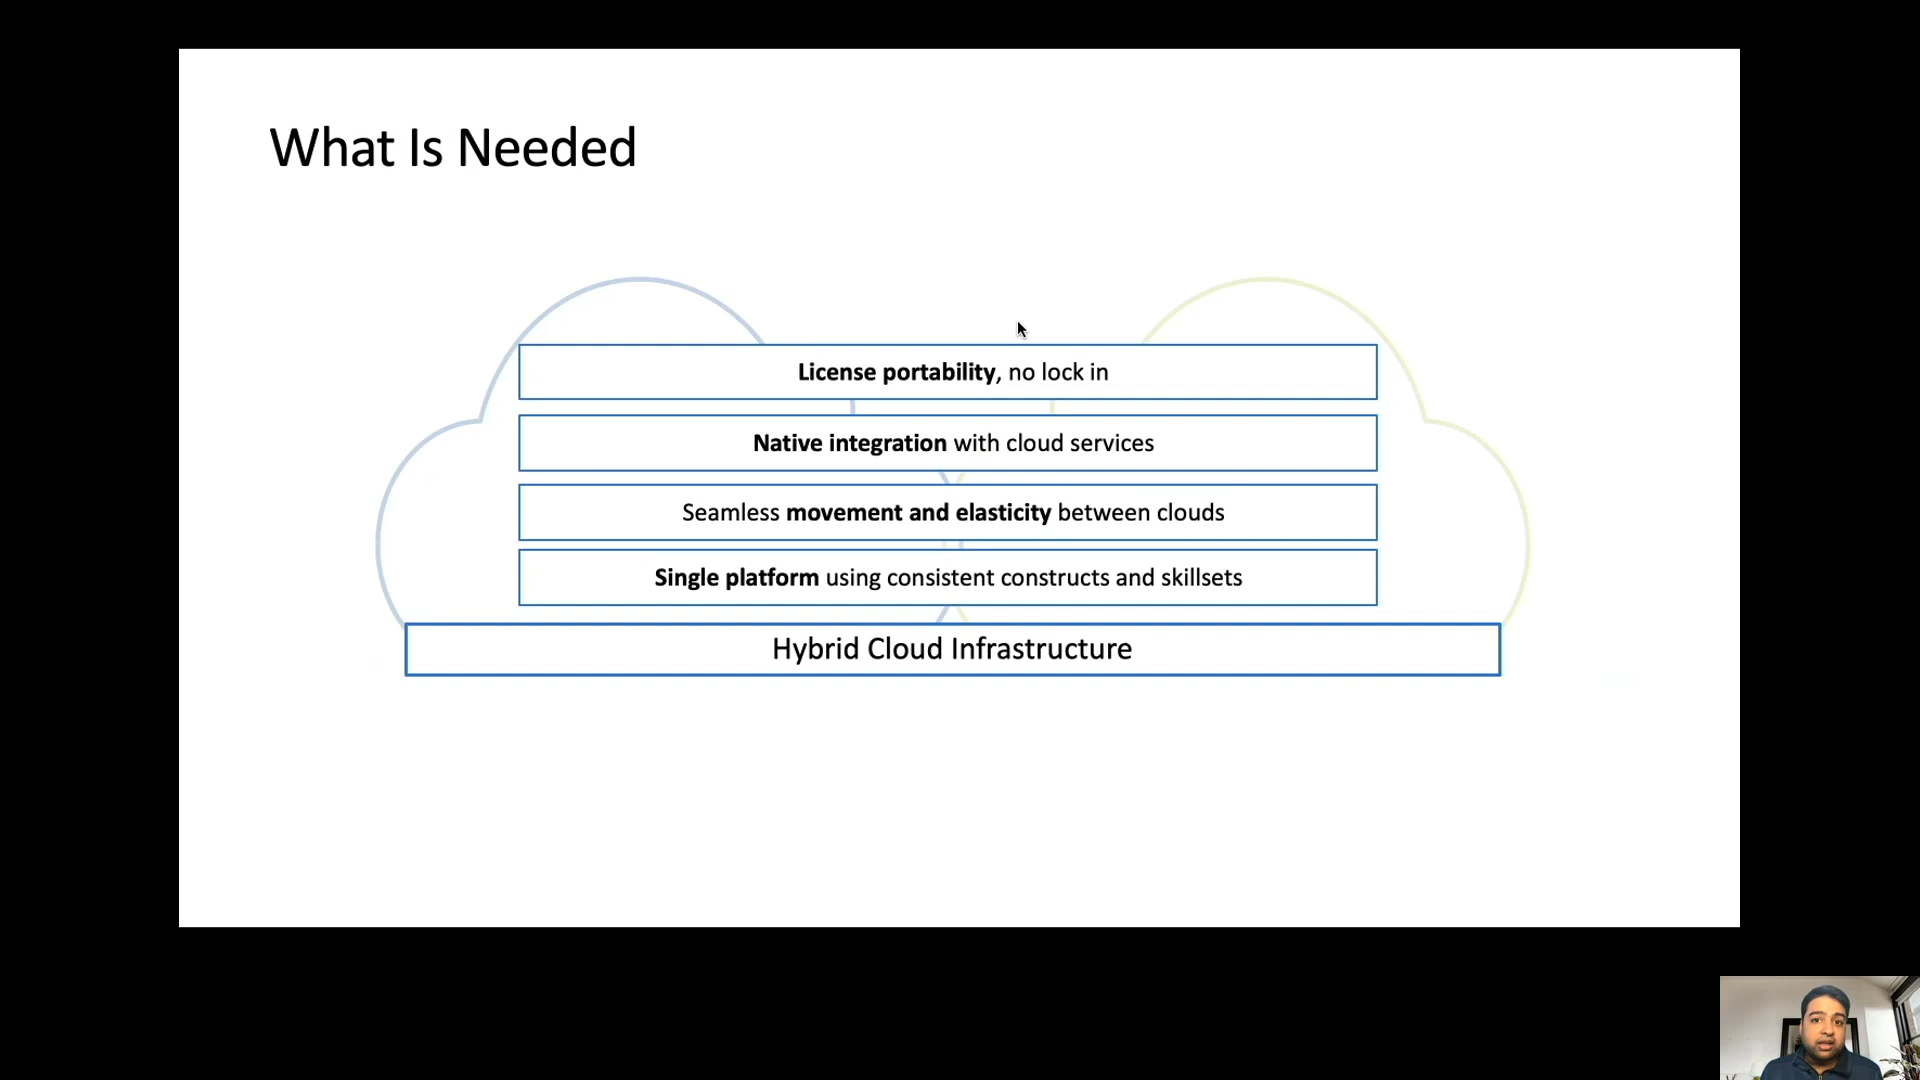 What Is Needed
License portability, no lock in
Native integration with cloud services
Seamless movement and elasticity between clouds
Single platform using consistent constructs and skillsets
Hybrid Cloud Infrastructure